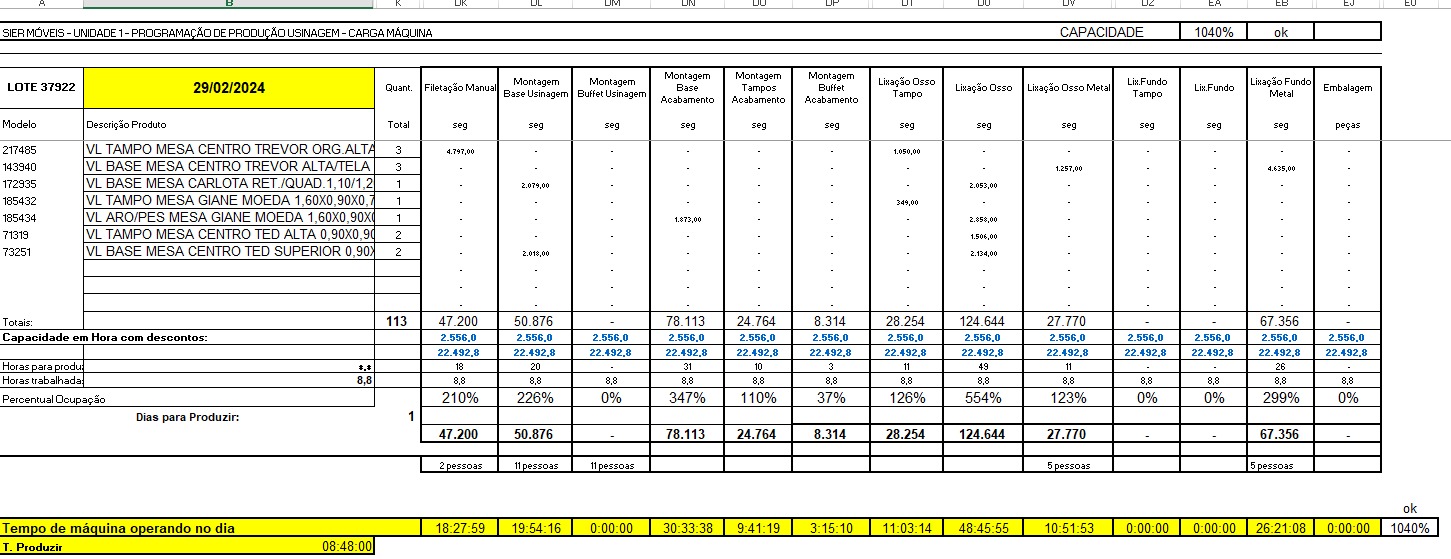 A B K DK DL DM DN DO DP DT DU DV DZ EA EB EJ EO
SIER MÓVEIS - UNIDADE 1 - PROGRAMAÇÃO DE PRODUÇÃO USINAGEM - CARGA MÁQUINA CAPACIDADE 1040% ok
LOTE 37922 29/02/2024 Quant. Filetação Manual Montagem Base Usinagem Montagem Buffet Usinagem Montagem Base Acabamento Montagem Tampos Acabamento Montagem Buffet Acabamento Lixação Osso Tampo Lixação Osso Lixação Osso Metal Lix.Fundo Tampo Lix.Fundo Lixação Fundo Metal Embalagem
Modelo Descrição Produto Total seg seg seg seg seg seg seg seg seg seg seg seg peças
217485 VL TAMPO MESA CENTRO TREVOR ORG.ALTA 3 4.797,00 - - - - - 1.050,00 - - - - - -
143940 VL BASE MESA CENTRO TREVOR ALTA/TELA 3 - - - - - - - - 1.257,00 - - 4.635,00 -
172935 VL BASE MESA CARLOTA RET./QUAD.1,10/1,2 1 - 2.079,00 - - - - - 2.053,00 - - - - -
185432 VL TAMPO MESA GIANE MOEDA 1,60X0,90X0,7 1 - - - - - - 349,00 - - - - - -
185434 VL ARO/PES MESA GIANE MOEDA 1,60X0,90X0 1 - - - 1.873,00 - - - 2.858,00 - - - - -
71319 VL TAMPO MESA CENTRO TED ALTA 0,90X0,90 2 - - - - - - - 1.506,00 - - - - -
73251 VL BASE MESA CENTRO TED SUPERIOR 0,90X 2 - 2.018,00 - - - - - 2.134,00 - - - - -
- - - - - - - - - - - - -
- - - - - - - - - - - - -
- - - - - - - - - - - - -
Totais: 113 47.200 50.876 - 78.113 24.764 8.314 28.254 124.644 27.770 - - 67.356 -
Capacidade em Hora com descontos: 2.556,0 2.556,0 2.556,0 2.556,0 2.556,0 2.556,0 2.556,0 2.556,0 2.556,0 2.556,0 2.556,0 2.556,0 2.556,0
22.492,8 22.492,8 22.492,8 22.492,8 22.492,8 22.492,8 22.492,8 22.492,8 22.492,8 22.492,8 22.492,8 22.492,8 22.492,8
Horas para produz *,* 18 20 - 31 10 3 11 49 11 - - 26 -
Horas trabalhadas 8,8 8,8 8,8 8,8 8,8 8,8 8,8 8,8 8,8 8,8 8,8 8,8 8,8 8,8
Percentual Ocupação 210% 226% 0% 347% 110% 37% 126% 554% 123% 0% 0% 299% 0%
Dias para Produzir: 1
47.200 50.876 - 78.113 24.764 8.314 28.254 124.644 27.770 - - 67.356 -
2 pessoas 11 pessoas 11 pessoas 5 pessoas 5 pessoas
ok
Tempo de máquina operando no dia 18:27:59 19:54:16 0:00:00 30:33:38 9:41:19 3:15:10 11:03:14 48:45:55 10:51:53 0:00:00 0:00:00 26:21:08 0:00:00 1040%
T. Produzir 08:48:00